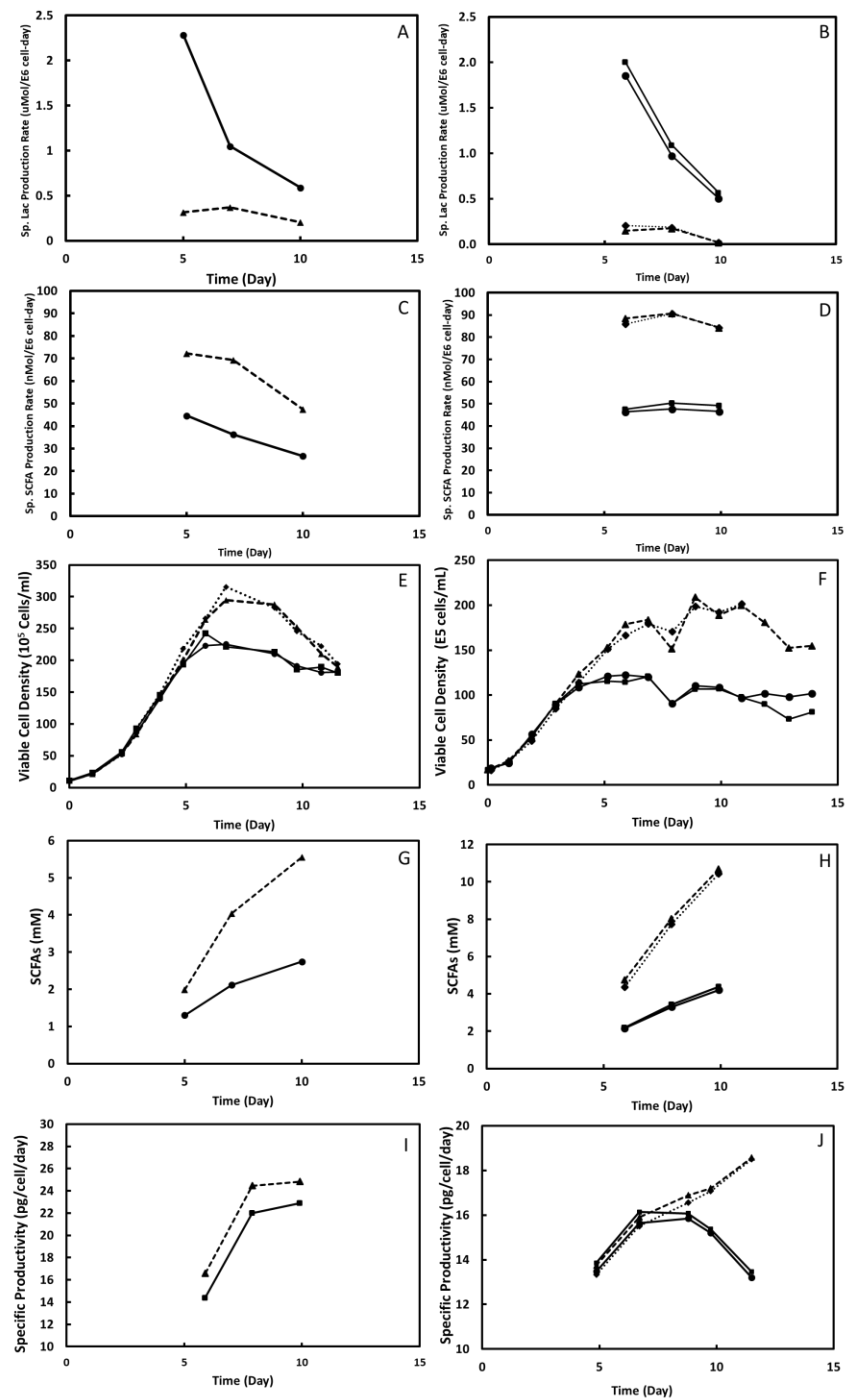 A
Sp. Lac Production Rate (uMol/E6 cell-day)
2.5
2
1.5
1
0.5
0
0 5 10 15
Time (Day)
B
Sp. Lac Production Rate (uMol/E6 cell-day)
2.5
2.0
1.5
1.0
0.5
0.0
0 5 10 15
Time (Day)
C
Sp. SCFA Production Rate (nMol/E6 cell-day)
100
90
80
70
60
50
40
30
20
10
0
0 5 10 15
Time (Day)
D
Sp. SCFA Production Rate (nMol/E6 cell-day)
100
90
80
70
60
50
40
30
20
10
0
0 5 10 15
Time (Day)
E
Viable Cell Density (10⁵ Cells/ml)
350
300
250
200
150
100
50
0
0 5 10 15
Time (Day)
F
Viable Cell Density (E5 cells/mL)
250
200
150
100
50
0
0 5 10 15
Time (Day)
G
SCFAs (mM)
6
5
4
3
2
1
0
0 5 10 15
Time (Day)
H
SCFAs (mM)
12
10
8
6
4
2
0
0 5 10 15
Time (Day)
I
Specific Productivity (pg/cell/day)
30
28
26
24
22
20
18
16
14
12
10
0 5 10 15
Time (Day)
J
Specific Productivity (pg/cell/day)
20
18
16
14
12
10
0 5 10 15
Time (Day)